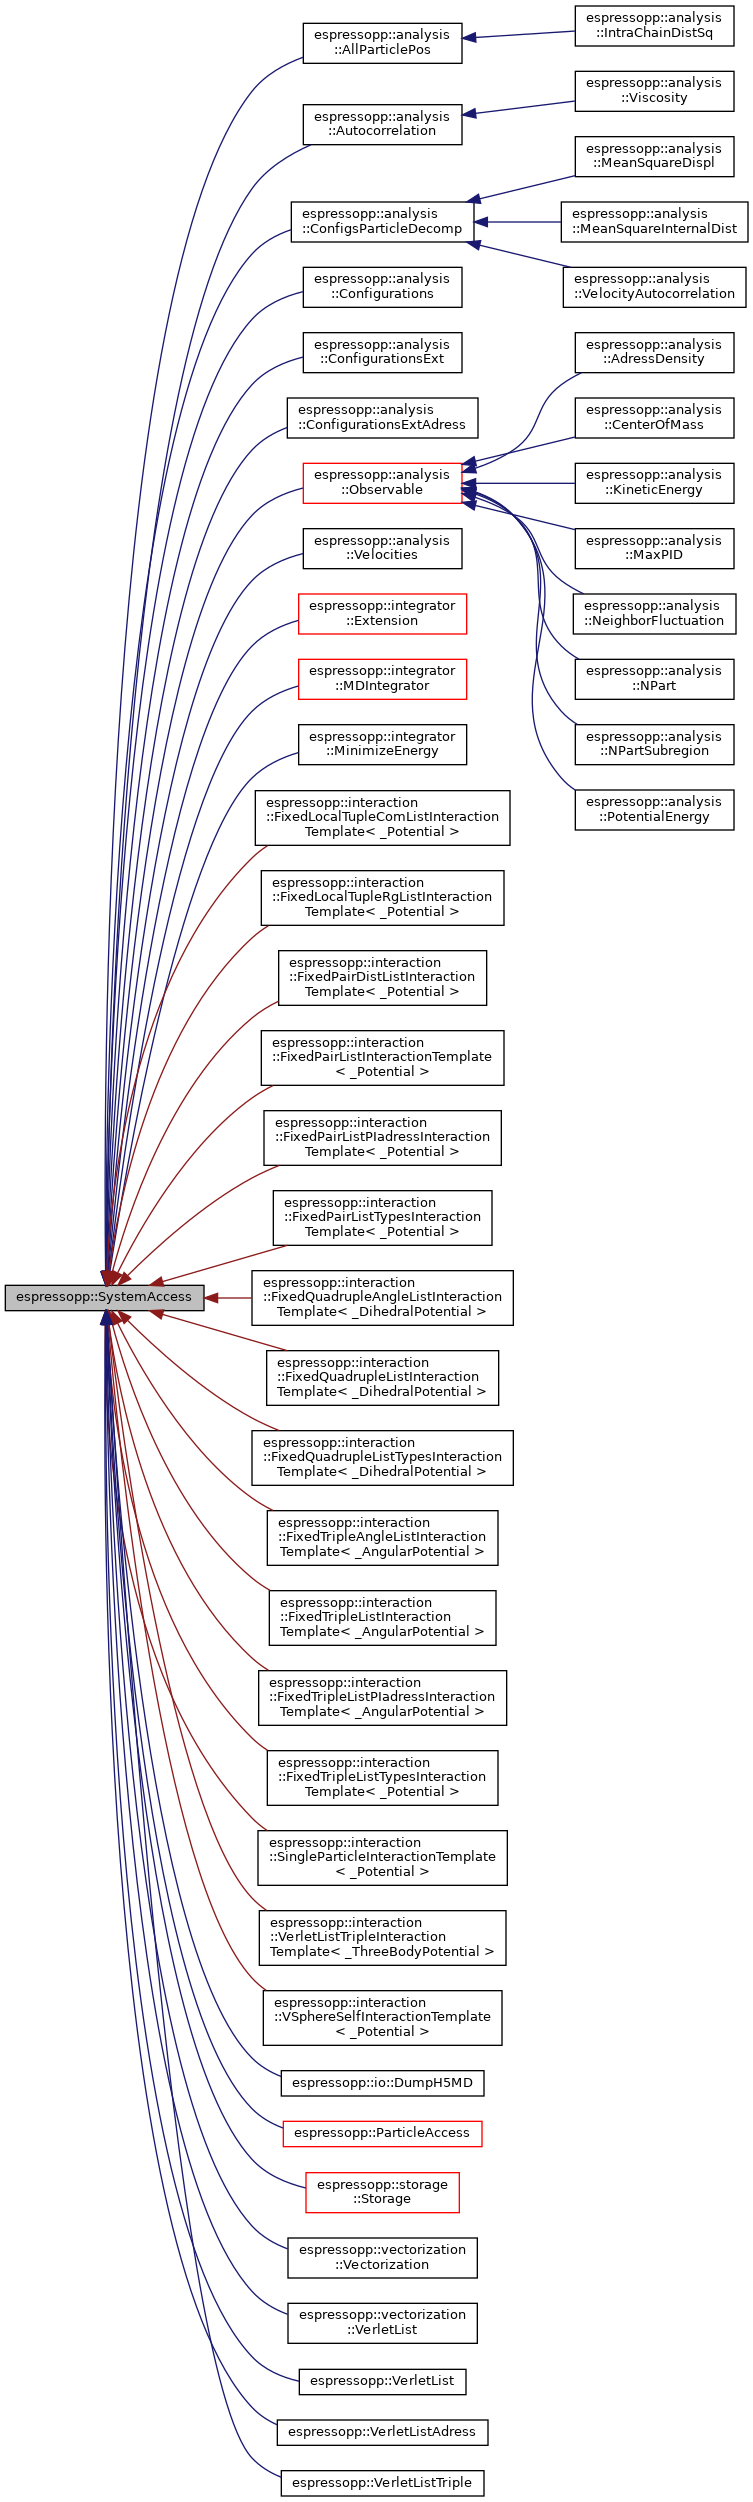 espressopp::analysis
::AllParticlePos
espressopp::analysis
::IntraChainDistSq
espressopp::analysis
::Autocorrelation
espressopp::analysis
::Viscosity
espressopp::analysis
::ConfigsParticleDecomp
espressopp::analysis
::MeanSquareDispl
espressopp::analysis
::MeanSquareInternalDist
espressopp::analysis
::VelocityAutocorrelation
espressopp::analysis
::Configurations
espressopp::analysis
::ConfigurationsExt
espressopp::analysis
::ConfigurationsExtAdress
espressopp::analysis
::Observable
espressopp::analysis
::AdressDensity
espressopp::analysis
::CenterOfMass
espressopp::analysis
::KineticEnergy
espressopp::analysis
::MaxPID
espressopp::analysis
::NeighborFluctuation
espressopp::analysis
::NPart
espressopp::analysis
::NPartSubregion
espressopp::analysis
::PotentialEnergy
espressopp::analysis
::Velocities
espressopp::integrator
::Extension
espressopp::integrator
::MDIntegrator
espressopp::integrator
::MinimizeEnergy
espressopp::interaction
::FixedLocalTupleComListInteraction
Template< _Potential >
espressopp::interaction
::FixedLocalTupleRgListInteraction
Template< _Potential >
espressopp::interaction
::FixedPairDistListInteraction
Template< _Potential >
espressopp::interaction
::FixedPairListInteractionTemplate
< _Potential >
espressopp::interaction
::FixedPairListPIadressInteraction
Template< _Potential >
espressopp::interaction
::FixedPairListTypesInteraction
Template< _Potential >
espressopp::SystemAccess
espressopp::interaction
::FixedQuadrupleAngleListInteraction
Template< _DihedralPotential >
espressopp::interaction
::FixedQuadrupleListInteraction
Template< _DihedralPotential >
espressopp::interaction
::FixedQuadrupleListTypesInteraction
Template< _DihedralPotential >
espressopp::interaction
::FixedTripleAngleListInteraction
Template< _AngularPotential >
espressopp::interaction
::FixedTripleListInteraction
Template< _AngularPotential >
espressopp::interaction
::FixedTripleListPIadressInteraction
Template< _AngularPotential >
espressopp::interaction
::FixedTripleListTypesInteraction
Template< _Potential >
espressopp::interaction
::SingleParticleInteractionTemplate
< _Potential >
espressopp::interaction
::VerletListTripleInteraction
Template< _ThreeBodyPotential >
espressopp::interaction
::VSphereSelfInteractionTemplate
< _Potential >
espressopp::io::DumpH5MD
espressopp::ParticleAccess
espressopp::storage
::Storage
espressopp::vectorization
::Vectorization
espressopp::vectorization
::VerletList
espressopp::VerletList
espressopp::VerletListAdress
espressopp::VerletListTriple